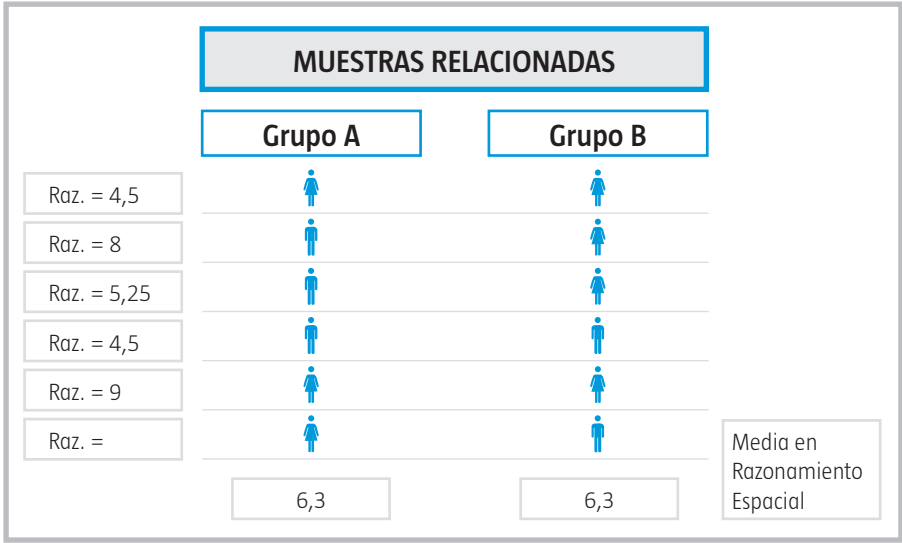 MUESTRAS RELACIONADAS
Grupo A
Grupo B
Raz. = 4,5
Raz. = 8
Raz. = 5,25
Raz. = 4,5
Raz. = 9
Raz. =
Media en
Razonamiento
Espacial
6,3
6,3